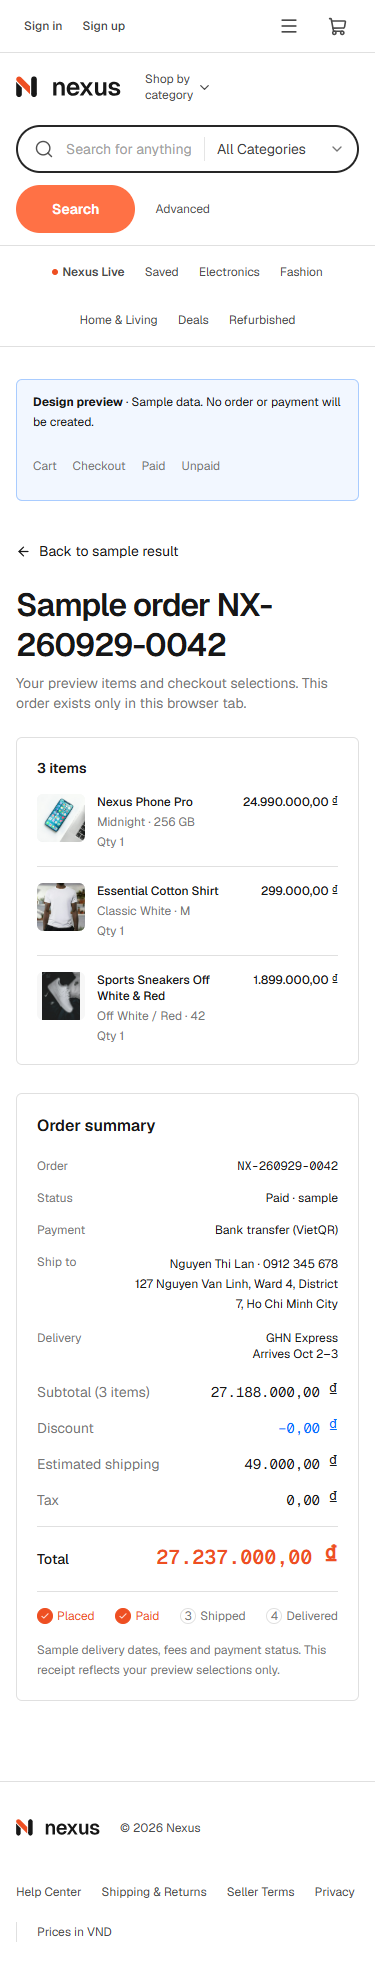 Sign in Sign up
nexus Shop by
category
Search for anything All Categories
Search Advanced
Nexus Live Saved Electronics Fashion
Home & Living Deals Refurbished
Design preview · Sample data. No order or payment will
be created.
Cart Checkout Paid Unpaid
← Back to sample result
Sample order NX-
260929-0042
Your preview items and checkout selections. This
order exists only in this browser tab.
3 items
Nexus Phone Pro 24.990.000,00 ₫
Midnight · 256 GB
Qty 1
Essential Cotton Shirt 299.000,00 ₫
Classic White · M
Qty 1
Sports Sneakers Off 1.899.000,00 ₫
White & Red
Off White / Red · 42
Qty 1
Order summary
Order NX-260929-0042
Status Paid · sample
Payment Bank transfer (VietQR)
Ship to Nguyen Thi Lan · 0912 345 678
127 Nguyen Van Linh, Ward 4, District
7, Ho Chi Minh City
Delivery GHN Express
Arrives Oct 2–3
Subtotal (3 items) 27.188.000,00 ₫
Discount −0,00 ₫
Estimated shipping 49.000,00 ₫
Tax 0,00 ₫
Total 27.237.000,00 ₫
Placed Paid 3 Shipped 4 Delivered
Sample delivery dates, fees and payment status. This
receipt reflects your preview selections only.
nexus © 2026 Nexus
Help Center Shipping & Returns Seller Terms Privacy
Prices in VND